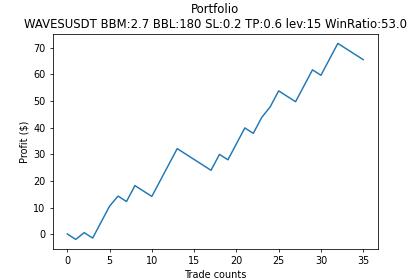 Portfolio
WAVESUSDT BBM:2.7 BBL:180 SL:0.2 TP:0.6 lev:15 WinRatio:53.0
70
60
50
40
30
20
10
0
Profit ($)
0 5 10 15 20 25 30 35
Trade counts